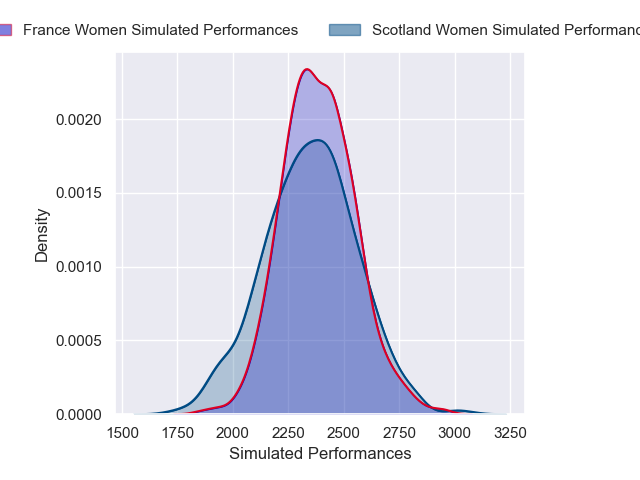 France Women Simulated Performances
Scotland Women Simulated
0.0020
0.0015
0.0010
0.0005
0.0000
Density
1500 1750 2000 2250 2500 2750 3000 3250
Simulated Performances